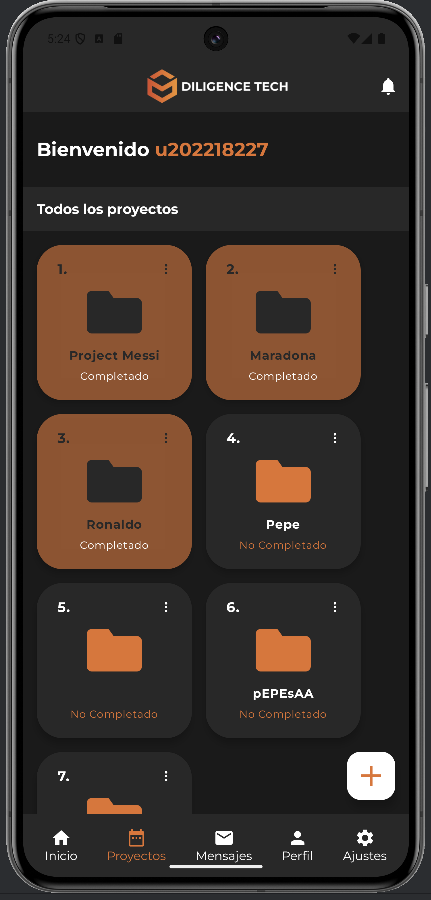 5:24
DILIGENCE TECH
Bienvenido u202218227
Todos los proyectos
1.
Project Messi
Completado
2.
Maradona
Completado
3.
Ronaldo
Completado
4.
Pepe
No Completado
5.
No Completado
6.
pEPEsAA
No Completado
7.
Inicio
Proyectos
Mensajes
Perfil
Ajustes